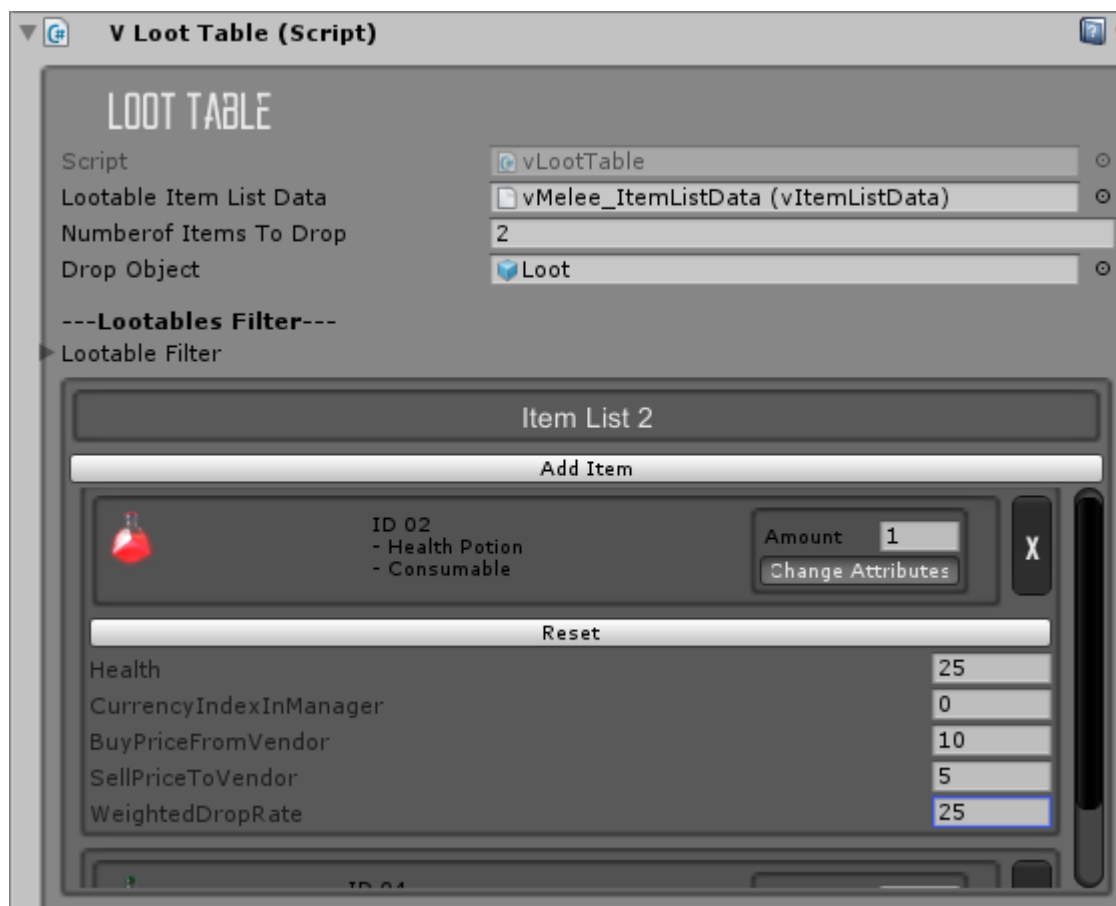 V Loot Table (Script)
LOOT TABLE
Script vLootTable
Lootable Item List Data vMelee_ItemListData (vItemListData)
Numberof Items To Drop 2
Drop Object Loot
---Lootables Filter---
Lootable Filter
Item List 2
Add Item
ID 02
- Health Potion
- Consumable
Amount 1
Change Attributes
X
Reset
Health 25
CurrencyIndexInManager 0
BuyPriceFromVendor 10
SellPriceToVendor 5
WeightedDropRate 25